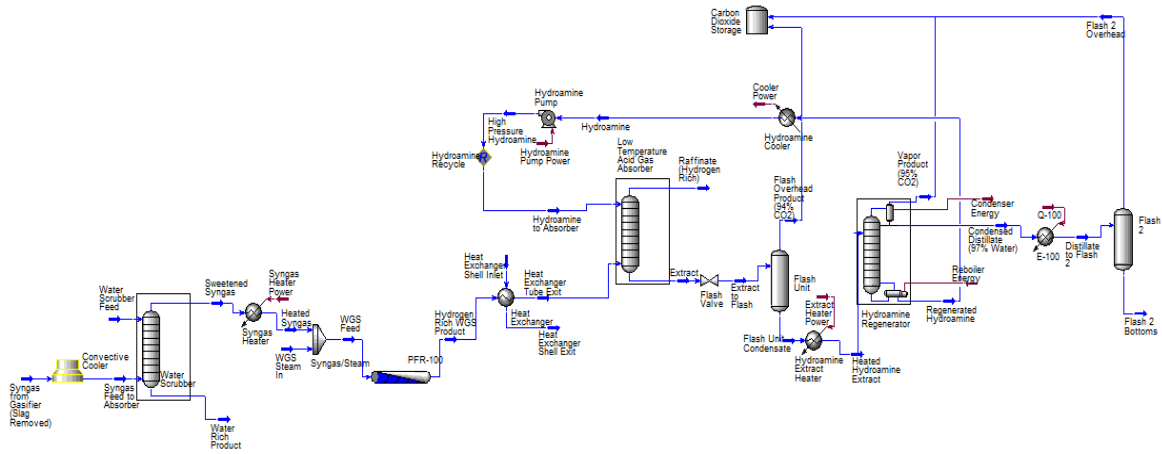 Carbon
Dioxide
Storage
Flash 2
Overhead
Hydroamine
Pump
Cooler
Power
High
Pressure
Hydroamine
Hydroamine
Hydroamine
Pump Power
Hydroamine
Cooler
Hydroamine
Recycle
R
Low
Temperature
Acid Gas
Absorber
Raffinate
(Hydrogen
Rich)
Flash
Overhead
Product
(94%
CO2)
Vapor
Product
(95%
CO2)
Condenser
Energy
Q-100
Flash
2
Hydroamine
to Absorber
Condensed
Distillate
(97% Water)
E-100
Distillate
to Flash
2
Heat
Exchanger
Shell Inlet
Heat
Exchanger
Tube Exit
Extract
Flash
Valve
Extract
to
Flash
Flash
Unit
Reboiler
Energy
Water
Scrubber
Feed
Sweetened
Syngas
Syngas
Heater
Power
Heated
Syngas
Syngas
Heater
WGS
Feed
Hydrogen
Rich WGS
Product
Heat
Exchanger
Heat
Exchanger
Shell Exit
Extract
Heater
Power
Hydroamine
Regenerator
Regenerated
Hydroamine
Flash 2
Bottoms
Convective
Cooler
WGS
Steam
In
Syngas/Steam
PFR-100
Flash Unit
Condensate
Hydroamine
Extract
Heater
Heated
Hydroamine
Extract
Water
Scrubber
Syngas
from
Gasifier
(Slag
Removed)
Syngas
Feed to
Absorber
Water
Rich
Product